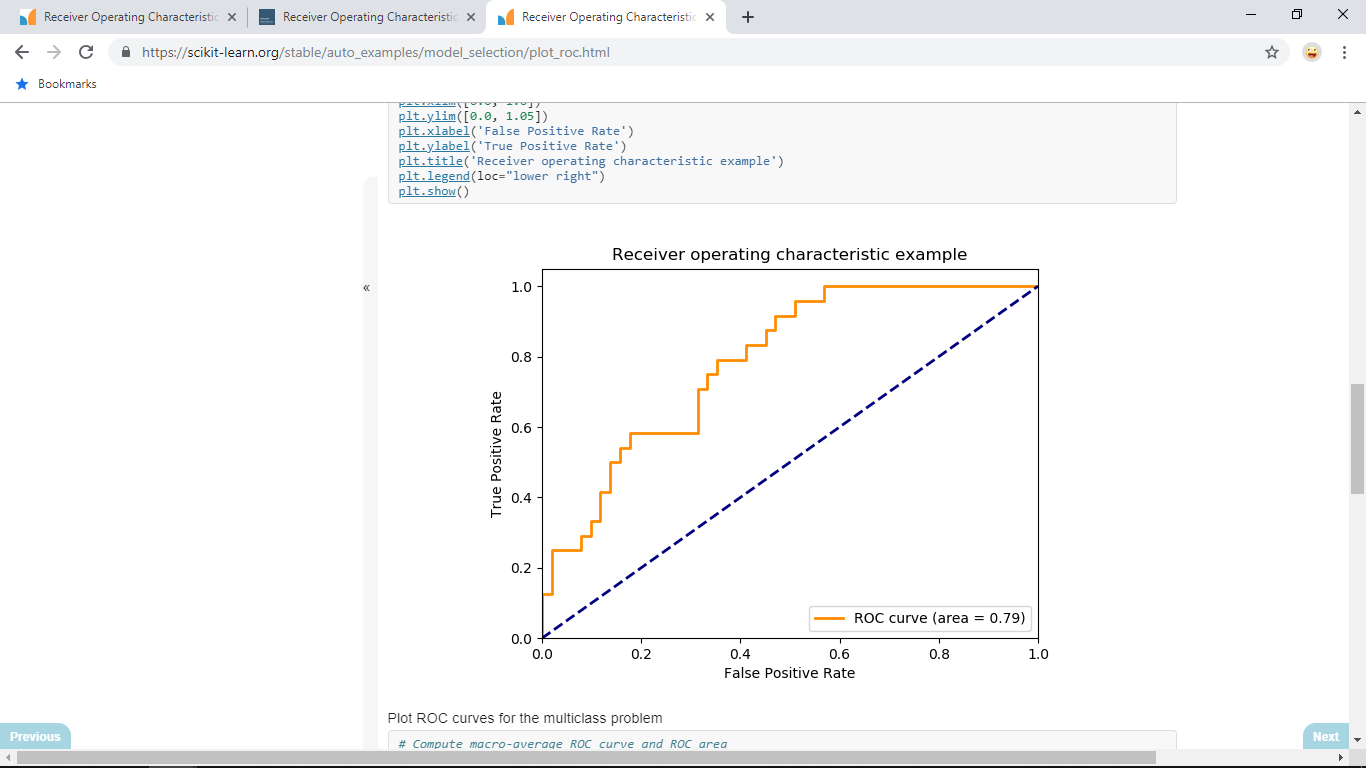 Receiver Operating Characteristic
Receiver Operating Characteristic
Receiver Operating Characteristic
https://scikit-learn.org/stable/auto_examples/model_selection/plot_roc.html
Bookmarks
plt.ylim([0.0, 1.05])
plt.xlabel('False Positive Rate')
plt.ylabel('True Positive Rate')
plt.title('Receiver operating characteristic example')
plt.legend(loc="lower right")
plt.show()
«
Receiver operating characteristic example
True Positive Rate
1.0
0.8
0.6
0.4
0.2
0.0
ROC curve (area = 0.79)
0.0 0.2 0.4 0.6 0.8 1.0
False Positive Rate
Plot ROC curves for the multiclass problem
# Compute macro-average ROC curve and ROC area
Previous
Next